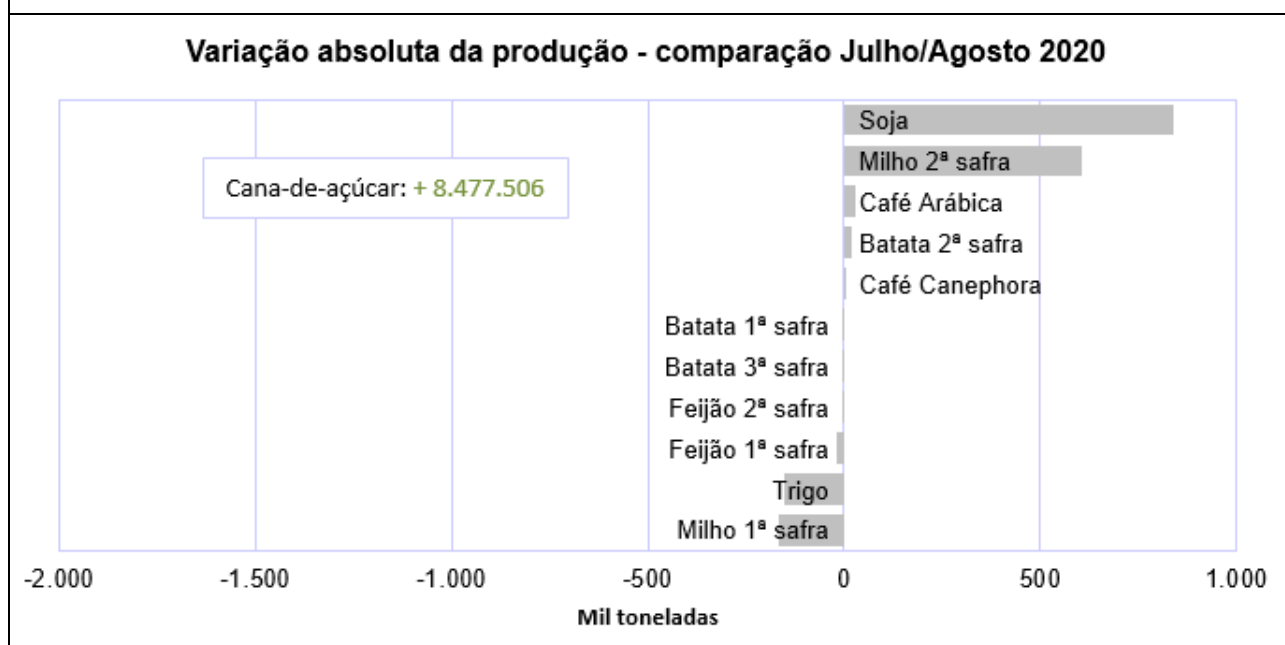 Variação absoluta da produção - comparação Julho/Agosto 2020
Soja
Milho 2ª safra
Cana-de-açúcar: + 8.477.506
Café Arábica
Batata 2ª safra
Café Canephora
Batata 1ª safra
Batata 3ª safra
Feijão 2ª safra
Feijão 1ª safra
Trigo
Milho 1ª safra
-2.000 -1.500 -1.000 -500 0 500 1.000
Mil toneladas